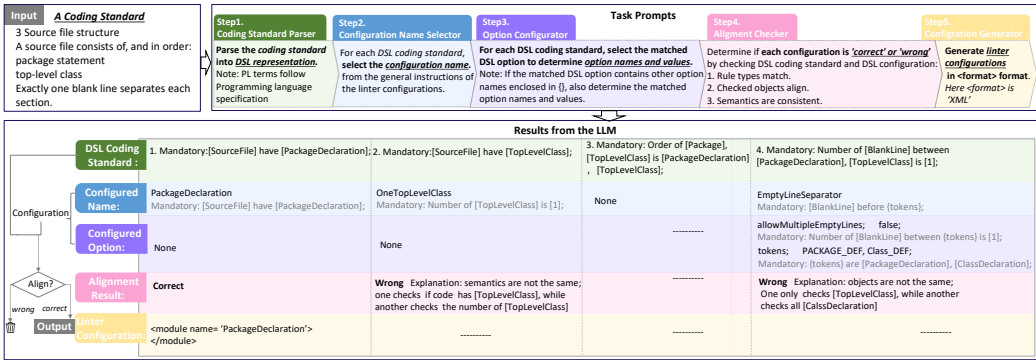 Input
A Coding Standard
3 Source file structure
A source file consists of, and in order:
package statement
top-level class
Exactly one blank line separates each
section.
Task Prompts
Step1.
Coding Standard Parser
Parse the coding standard
into DSL representation.
Note: PL terms follow
Programming language
specification
Step2.
Configuration Name Selector
For each DSL coding standard,
select the configuration name.
from the general instructions of
the linter configurations.
Step3.
Option Configurator
For each DSL coding standard, select the matched
DSL option to determine option names and values.
Note: If the matched DSL option contains other option
names enclosed in {}, also determine the matched
option names and values.
Step4.
Aligment Checker
Determine if each configuration is 'correct' or 'wrong'
by checking DSL coding standard and DSL configuration:
1. Rule types match.
2. Checked objects align.
3. Semantics are consistent.
Step5.
Configration Generator
Generate linter
configurations
in <format> format.
Here <format> is
'XML'
Results from the LLM
DSL Coding
Standard :
1. Mandatory:[SourceFile] have [PackageDeclaration];
2. Mandatory:[SourceFile] have [TopLevelClass];
3. Mandatory: Order of [Package],
[TopLevelClass] is [PackageDeclaration]
, [TopLevelClass];
4. Mandatory: Number of [BlankLine] between
[PackageDeclaration], [TopLevelClass] is [1];
Configuration
Configured
Name:
PackageDeclaration
Mandatory: [SourceFile] have [PackageDeclaration];
OneTopLevelClass
Mandatory: Number of [TopLevelClass] is [1];
None
EmptyLineSeparator
Mandatory: [BlankLine] before {tokens};
Configured
Option:
None
None
----------
allowMultipleEmptyLines; false;
Mandatory: Number of [BlankLine] between {tokens} is [1];
tokens; PACKAGE_DEF, Class_DEF;
Mandatory: {tokens} are [PackageDeclaration], [ClassDeclaration];
Align?
wrong correct
Alignment
Result:
Correct
Wrong Explanation: semantics are not the same;
one checks if code has [TopLevelClass], while
another checks the number of [TopLevelClass]
----------
Wrong Explanation: objects are not the same;
One only checks [TopLevelClass], while another
checks all [CalssDeclaration]
Output
Linter
Configuration:
<module name= 'PackageDeclaration'>
</module>
----------
----------
----------